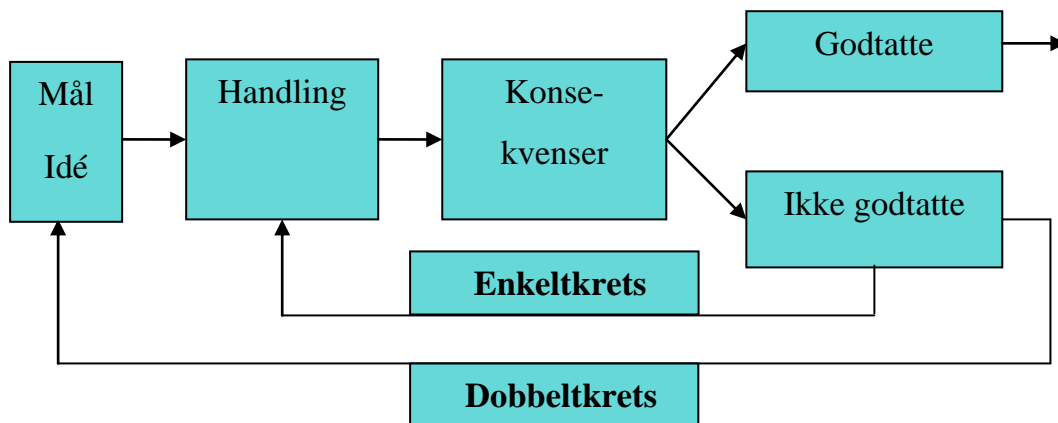 Mål
Idé
Handling
Konse-
kvenser
Godtatte
Ikke godtatte
Enkeltkrets
Dobbeltkrets